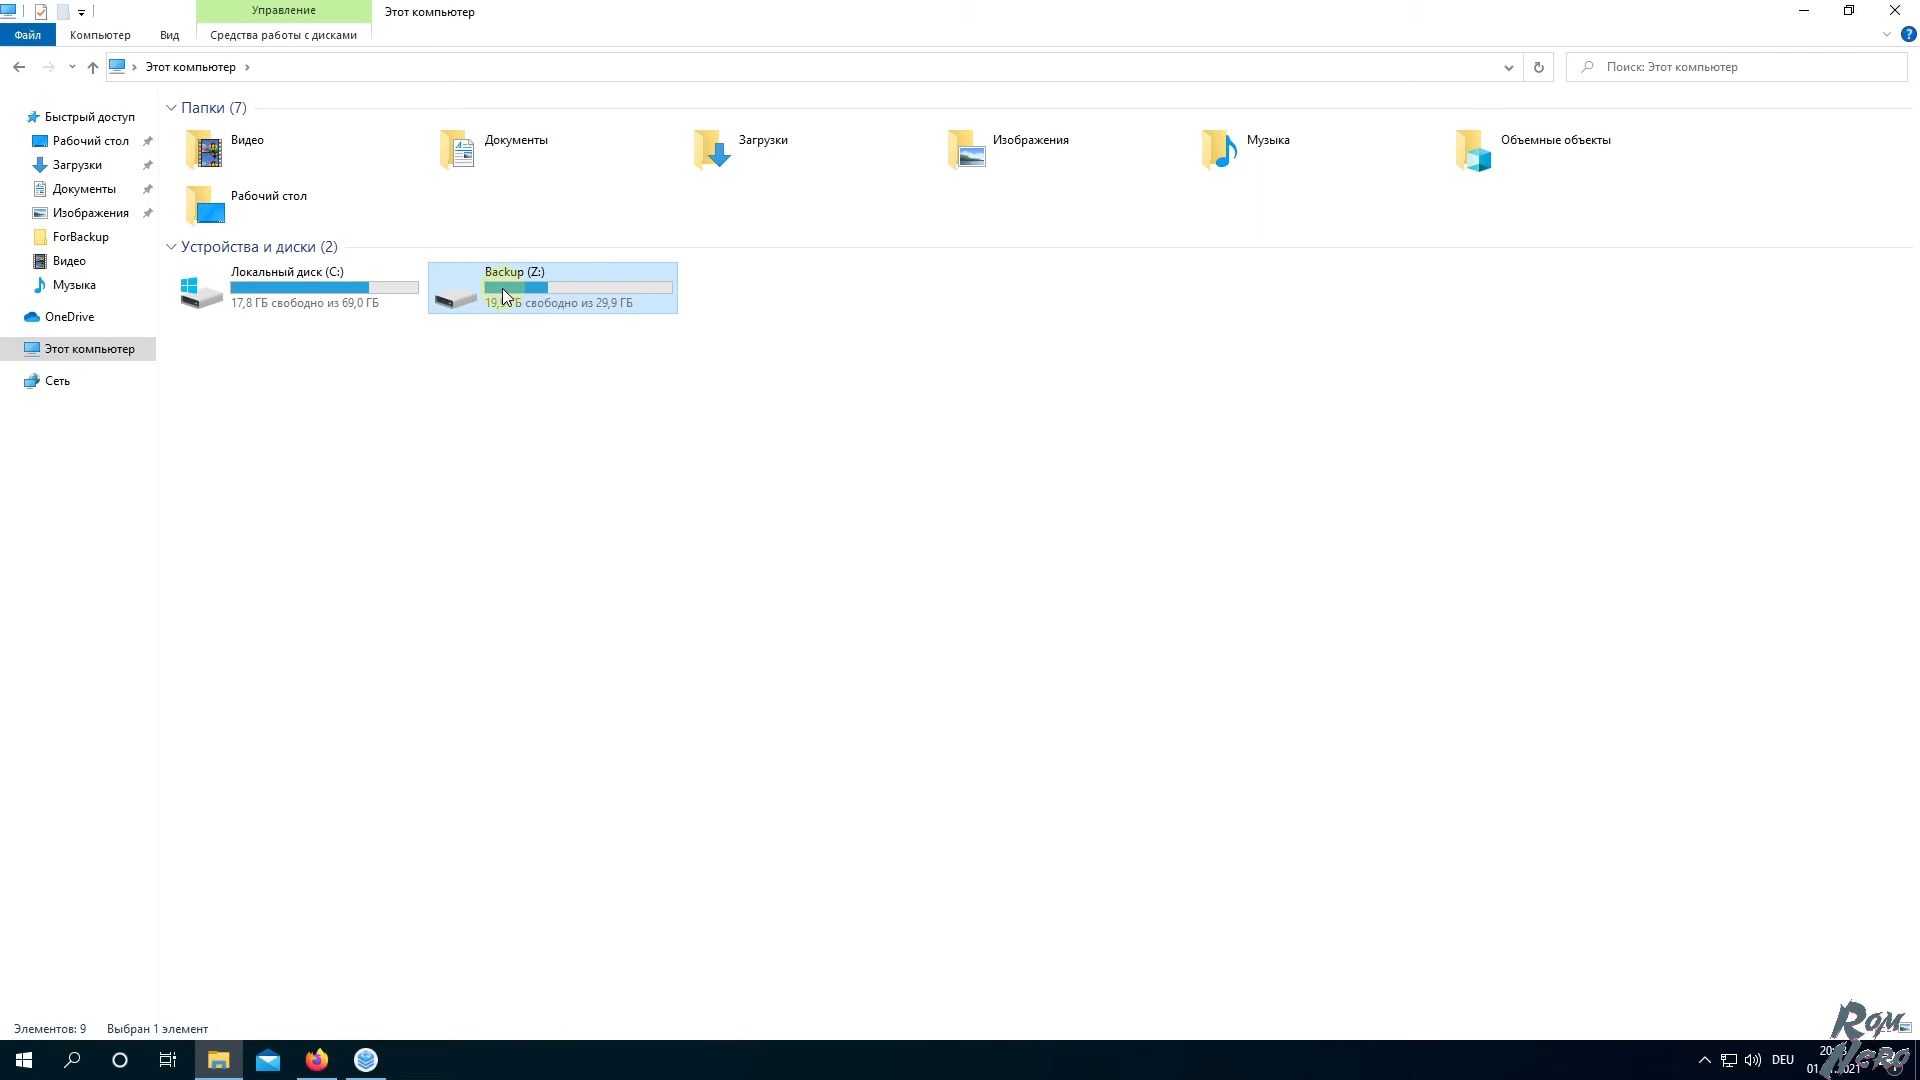 Управление
Этот компьютер
Файл
Компьютер
Вид
Средства работы с дисками
Этот компьютер
Поиск: Этот компьютер
Быстрый доступ
Рабочий стол
Загрузки
Документы
Изображения
ForBackup
Видео
Музыка
OneDrive
Этот компьютер
Сеть
Папки (7)
Видео
Документы
Загрузки
Изображения
Музыка
Объемные объекты
Рабочий стол
Устройства и диски (2)
Локальный диск (C:)
17,8 ГБ свободно из 69,0 ГБ
Backup (Z:)
свободно из 29,9 ГБ
Элементов: 9
Выбран 1 элемент
DEU
Rom
Nero